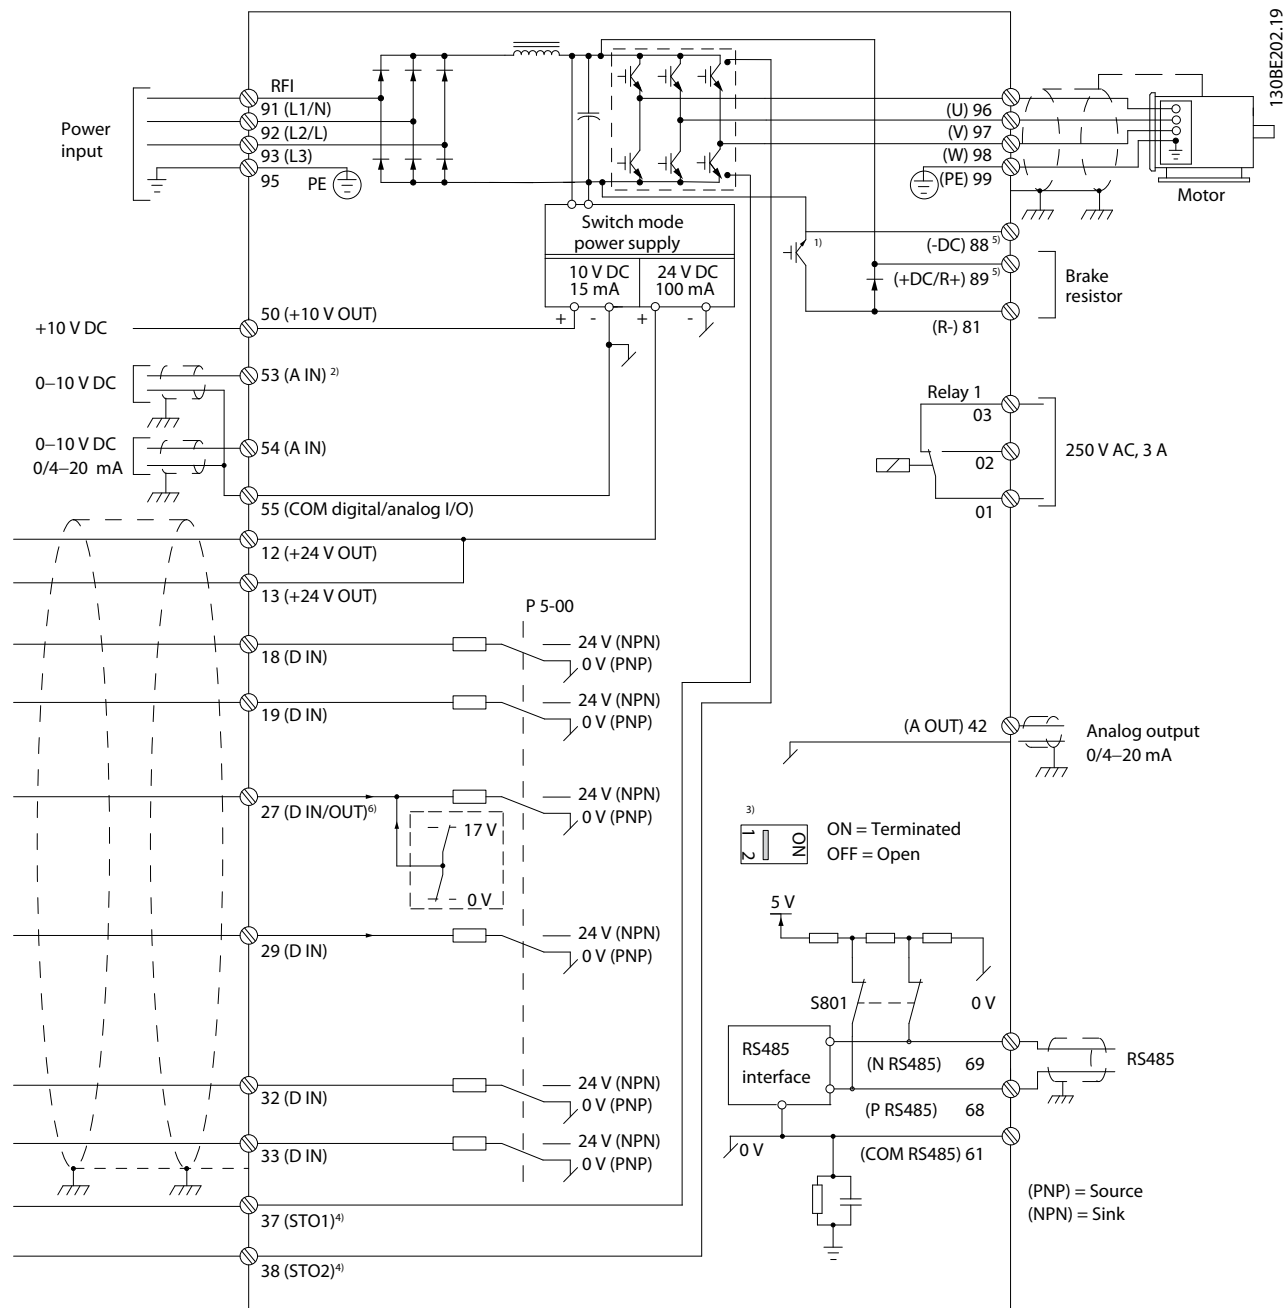 130BE202.19
Power
input
RFI
91 (L1/N)
92 (L2/L)
93 (L3)
95
PE
(U) 96
(V) 97
(W) 98
(PE) 99
Motor
Switch mode
power supply
10 V DC
15 mA
24 V DC
100 mA
+ - + -
1)
(-DC) 88 5)
(+DC/R+) 89 5)
(R-) 81
Brake
resistor
+10 V DC
50 (+10 V OUT)
0–10 V DC
53 (A IN) 2)
0–10 V DC
0/4–20 mA
54 (A IN)
55 (COM digital/analog I/O)
Relay 1
03
02
01
250 V AC, 3 A
12 (+24 V OUT)
13 (+24 V OUT)
P 5-00
18 (D IN)
24 V (NPN)
0 V (PNP)
19 (D IN)
24 V (NPN)
0 V (PNP)
(A OUT) 42
Analog output
0/4–20 mA
27 (D IN/OUT)6)
24 V (NPN)
0 V (PNP)
17 V
0 V
3)
1 2
ON
ON = Terminated
OFF = Open
29 (D IN)
24 V (NPN)
0 V (PNP)
5 V
S801
0 V
RS485
interface
(N RS485) 69
(P RS485) 68
RS485
0 V
(COM RS485) 61
32 (D IN)
24 V (NPN)
0 V (PNP)
33 (D IN)
24 V (NPN)
0 V (PNP)
(PNP) = Source
(NPN) = Sink
37 (STO1)4)
38 (STO2)4)